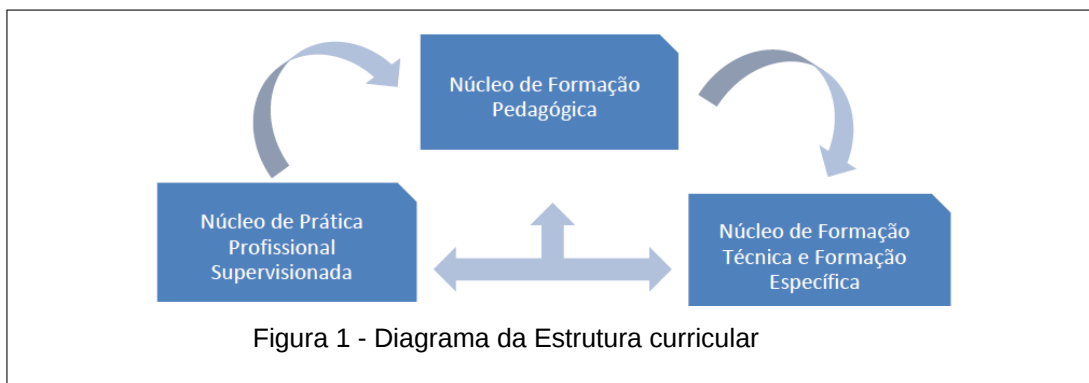 Núcleo de Formação
Pedagógica
Núcleo de Prática
Profissional
Supervisionada
Núcleo de Formação
Técnica e Formação
Específica
Figura 1 - Diagrama da Estrutura curricular